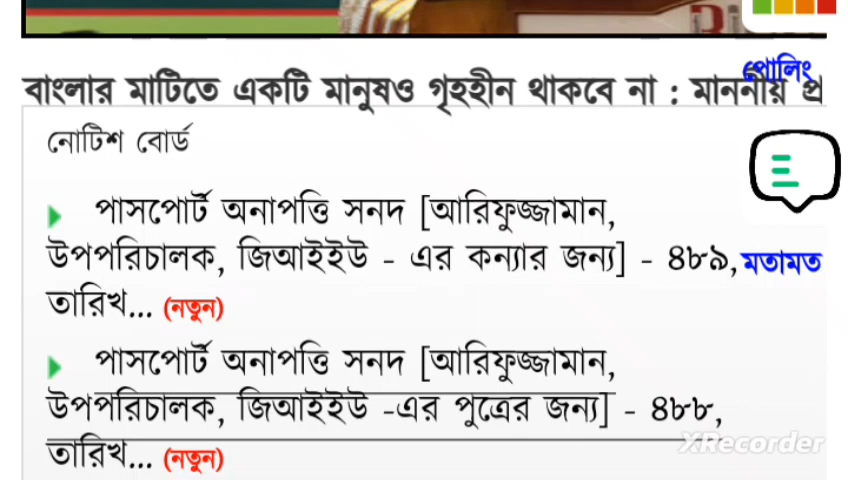 পোলিং
বাংলার মাটিতে একটি মানুষও গৃহহীন থাকবে না : মাননীয় প্র
নোটিশ বোর্ড
পাসপোর্ট অনাপত্তি সনদ [আরিফুজ্জামান,
উপপরিচালক, জিআইইউ - এর কন্যার জন্য] - ৪৮৯,
মতামত
তারিখ... (নতুন)
পাসপোর্ট অনাপত্তি সনদ [আরিফুজ্জামান,
উপপরিচালক, জিআইইউ -এর পুত্রের জন্য] - ৪৮৮,
তারিখ... (নতুন)
XRecorder